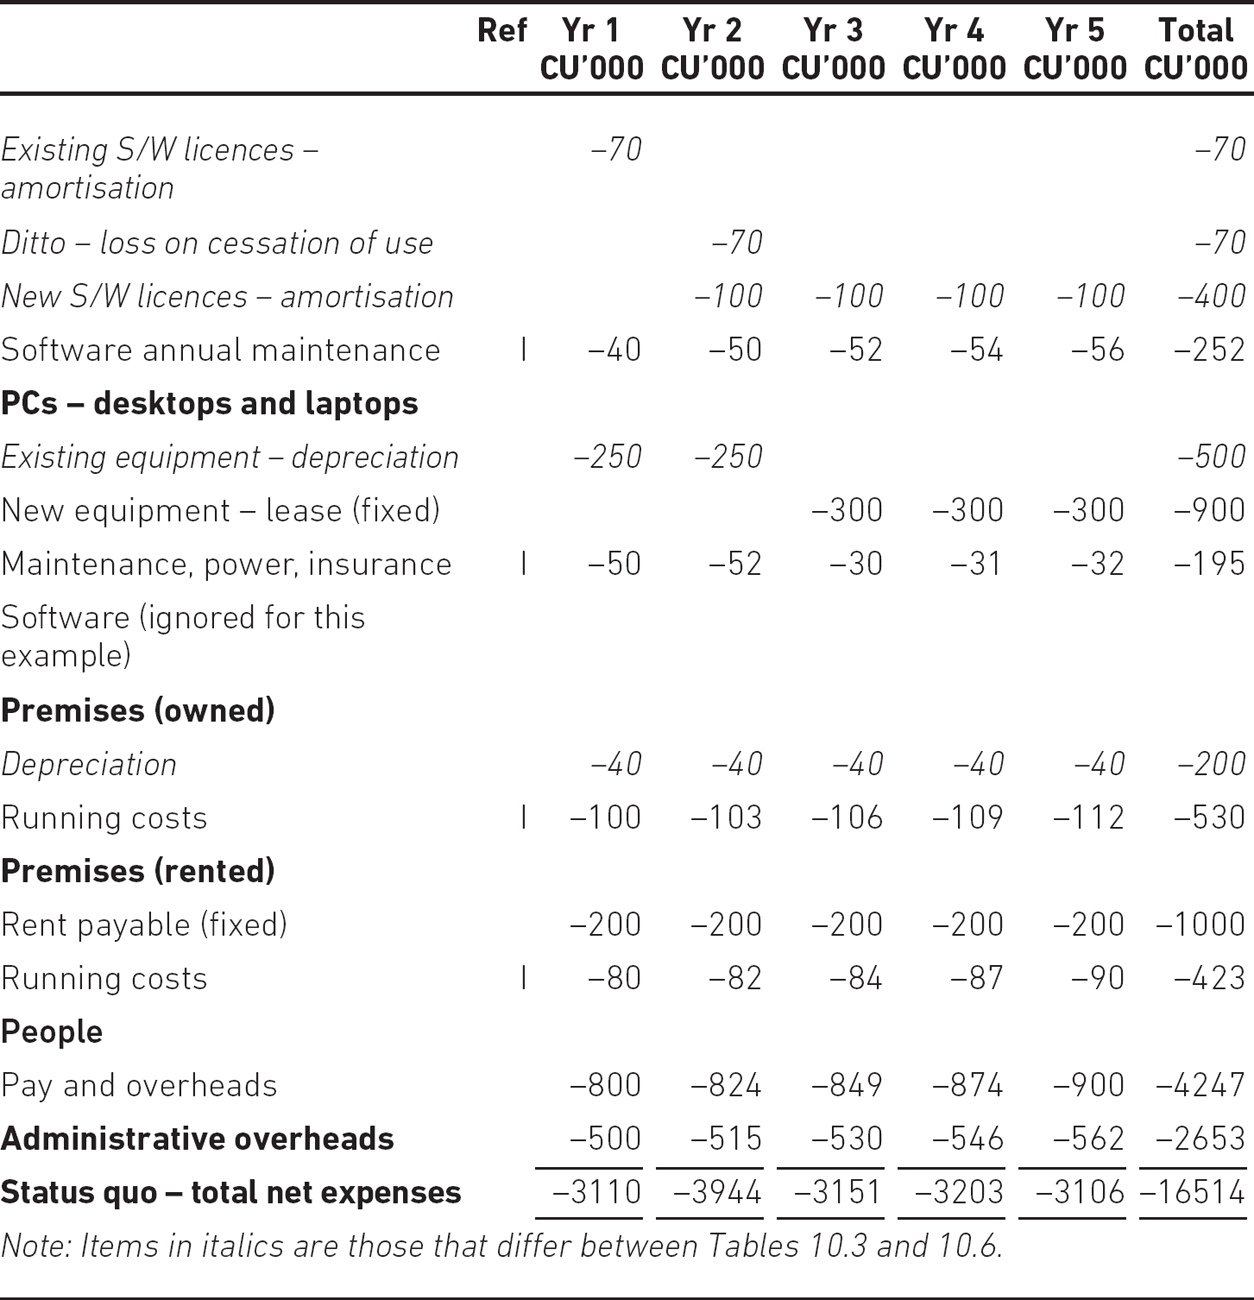 Ref Yr 1 Yr 2 Yr 3 Yr 4 Yr 5 Total
CU’000 CU’000 CU’000 CU’000 CU’000 CU’000
Existing S/W licences – –70 –70
amortisation
Ditto – loss on cessation of use –70 –70
New S/W licences – amortisation –100 –100 –100 –100 –400
Software annual maintenance I –40 –50 –52 –54 –56 –252
PCs – desktops and laptops
Existing equipment – depreciation –250 –250 –500
New equipment – lease (fixed) –300 –300 –300 –900
Maintenance, power, insurance I –50 –52 –30 –31 –32 –195
Software (ignored for this
example)
Premises (owned)
Depreciation –40 –40 –40 –40 –40 –200
Running costs I –100 –103 –106 –109 –112 –530
Premises (rented)
Rent payable (fixed) –200 –200 –200 –200 –200 –1000
Running costs I –80 –82 –84 –87 –90 –423
People
Pay and overheads –800 –824 –849 –874 –900 –4247
Administrative overheads –500 –515 –530 –546 –562 –2653
Status quo – total net expenses –3110 –3944 –3151 –3203 –3106 –16514
Note: Items in italics are those that differ between Tables 10.3 and 10.6.